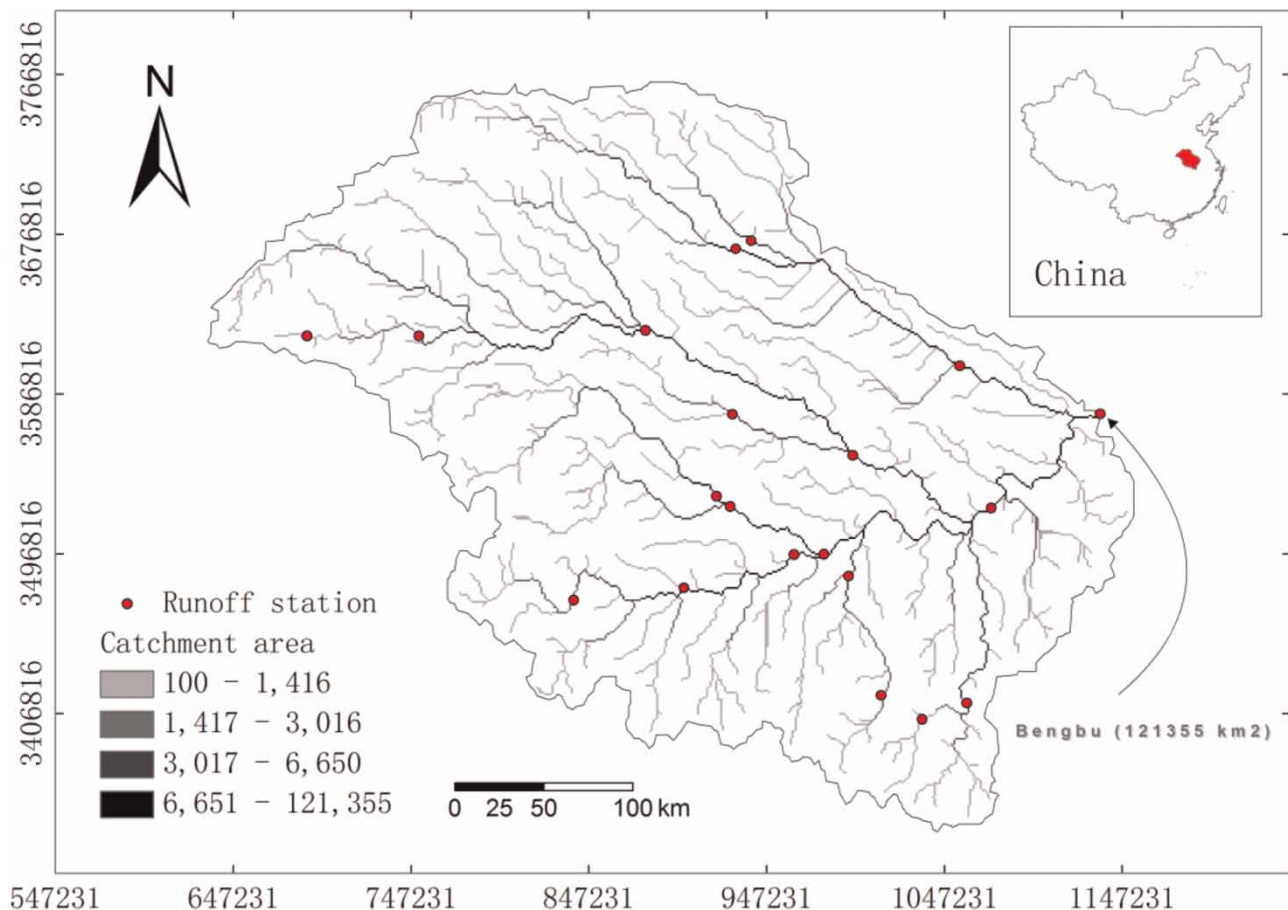 3766816
3676816
3586816
3496816
3406816
N
China
Runoff station
Catchment area
100 - 1,416
1,417 - 3,016
3,017 - 6,650
6,651 - 121,355
0 25 50 100 km
Bengbu (121355 km2)
547231 647231 747231 847231 947231 1047231 1147231